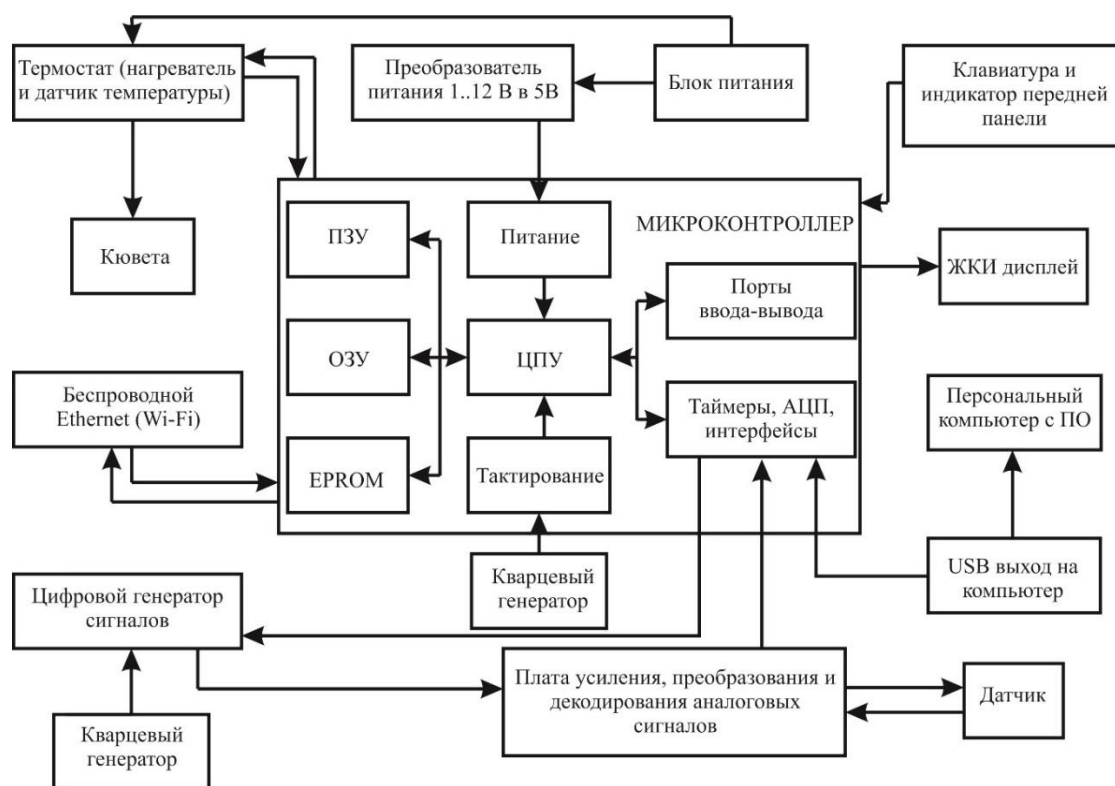 Термостат (нагреватель
и датчик температуры)
Преобразователь
питания 1..12 В в 5В
Блок питания
Клавиатура и
индикатор передней
панели
Кювета
ПЗУ
Питание
МИКРОКОНТРОЛЛЕР
ЖКИ дисплей
Порты
ввода-вывода
ОЗУ
ЦПУ
Беспроводной
Ethernet (Wi-Fi)
Таймеры, АЦП,
интерфейсы
Персональный
компьютер с ПО
EPROM
Тактирование
Кварцевый
генератор
USB выход на
компьютер
Цифровой генератор
сигналов
Плата усиления, преобразования и
декодирования аналоговых
сигналов
Датчик
Кварцевый
генератор